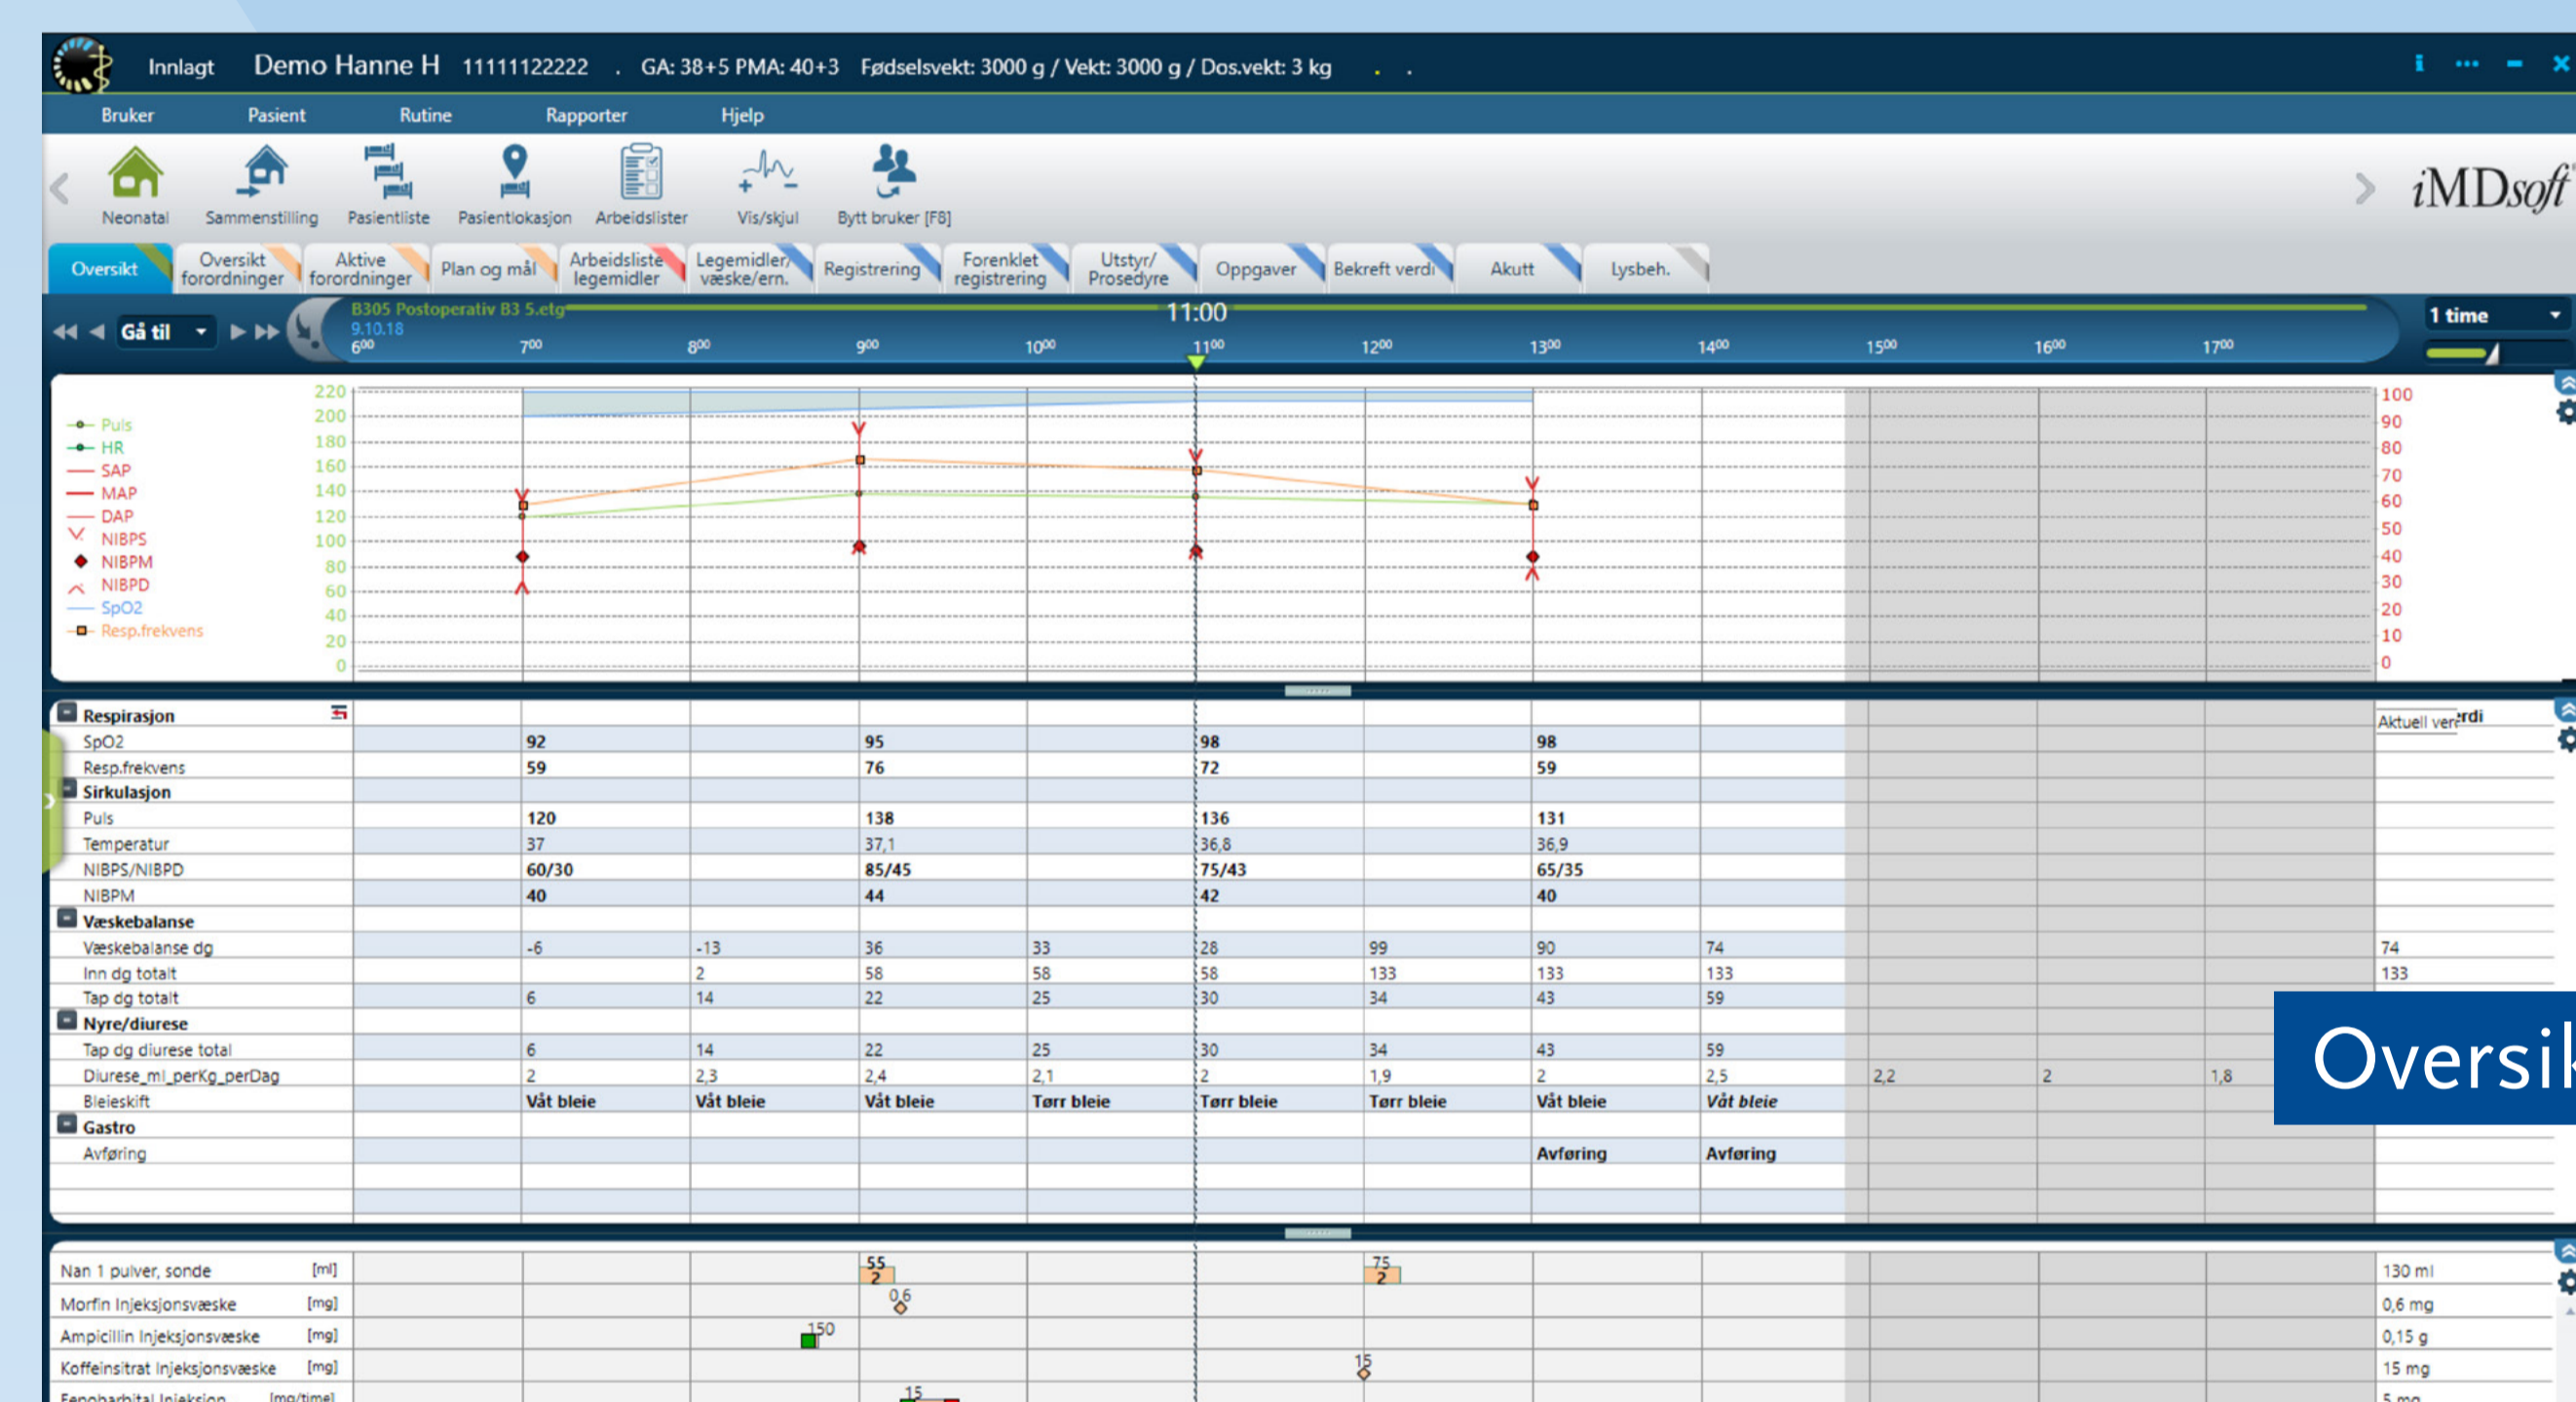 Innlagt Demo Hanne H 11111122222 . GA: 38+5 PMA: 40+3 Fødselsvekt: 3000 g / Vekt: 3000 g / Dos.vekt: 3 kg . .
Bruker Pasient Rutine Rapporter Hjelp
Neonatal Sammenstilling Pasientliste Pasientlokasjon Arbeidslister Vis/skjul Bytt bruker [F8]
iMDsoft
Oversikt
Oversikt forordninger
Aktive forordninger
Plan og mål
Arbeidsliste legemidler
Legemidler/ væske/ern.
Registrering
Forenklet registrering
Utstyr/ Prosedyre
Oppgaver
Bekreft verdi
Akutt
Lysbeh.
B305 Postoperativ B3 5.etg
11:00
1 time
Gå til
9.10.18
6⁰⁰ 7⁰⁰ 8⁰⁰ 9⁰⁰ 10⁰⁰ 11⁰⁰ 12⁰⁰ 13⁰⁰ 14⁰⁰ 15⁰⁰ 16⁰⁰ 17⁰⁰
Puls
HR
SAP
MAP
DAP
NIBPS
NIBPM
NIBPD
SpO2
Resp.frekvens
220
200
180
160
140
120
100
80
60
40
20
0
100
90
80
70
60
50
40
30
20
10
0
Respirasjon Aktuell ver rdi
SpO2 92 95 98 98
Resp.frekvens 59 76 72 59
Sirkulasjon
Puls 120 138 136 131
Temperatur 37 37,1 36,8 36,9
NIBPS/NIBPD 60/30 85/45 75/43 65/35
NIBPM 40 44 42 40
Væskebalanse
Væskebalanse dg -6 -13 36 33 28 99 90 74 74
Inn dg totalt 2 58 58 58 133 133 133 133
Tap dg totalt 6 14 22 25 30 34 43 59
Nyre/diurese
Tap dg diurese total 6 14 22 25 30 34 43 59
Diurese_ml_perKg_perDag 2 2,3 2,4 2,1 2 1,9 2 2,5 2,2 2 1,8
Oversik
Bleieskift Våt bleie Våt bleie Våt bleie Tørr bleie Tørr bleie Tørr bleie Våt bleie Våt bleie
Gastro
Avføring Avføring Avføring
Nan 1 pulver, sonde [ml] 55 2 75 2 130 ml
Morfin Injeksjonsvæske [mg] 0,6 0,6 mg
Ampicillin Injeksjonsvæske [mg] 150 0,15 g
Koffeinsitrat Injeksjonsvæske [mg] 15 15 mg
Fenobarbital Injeksjon [mg/time] 15 5 mg